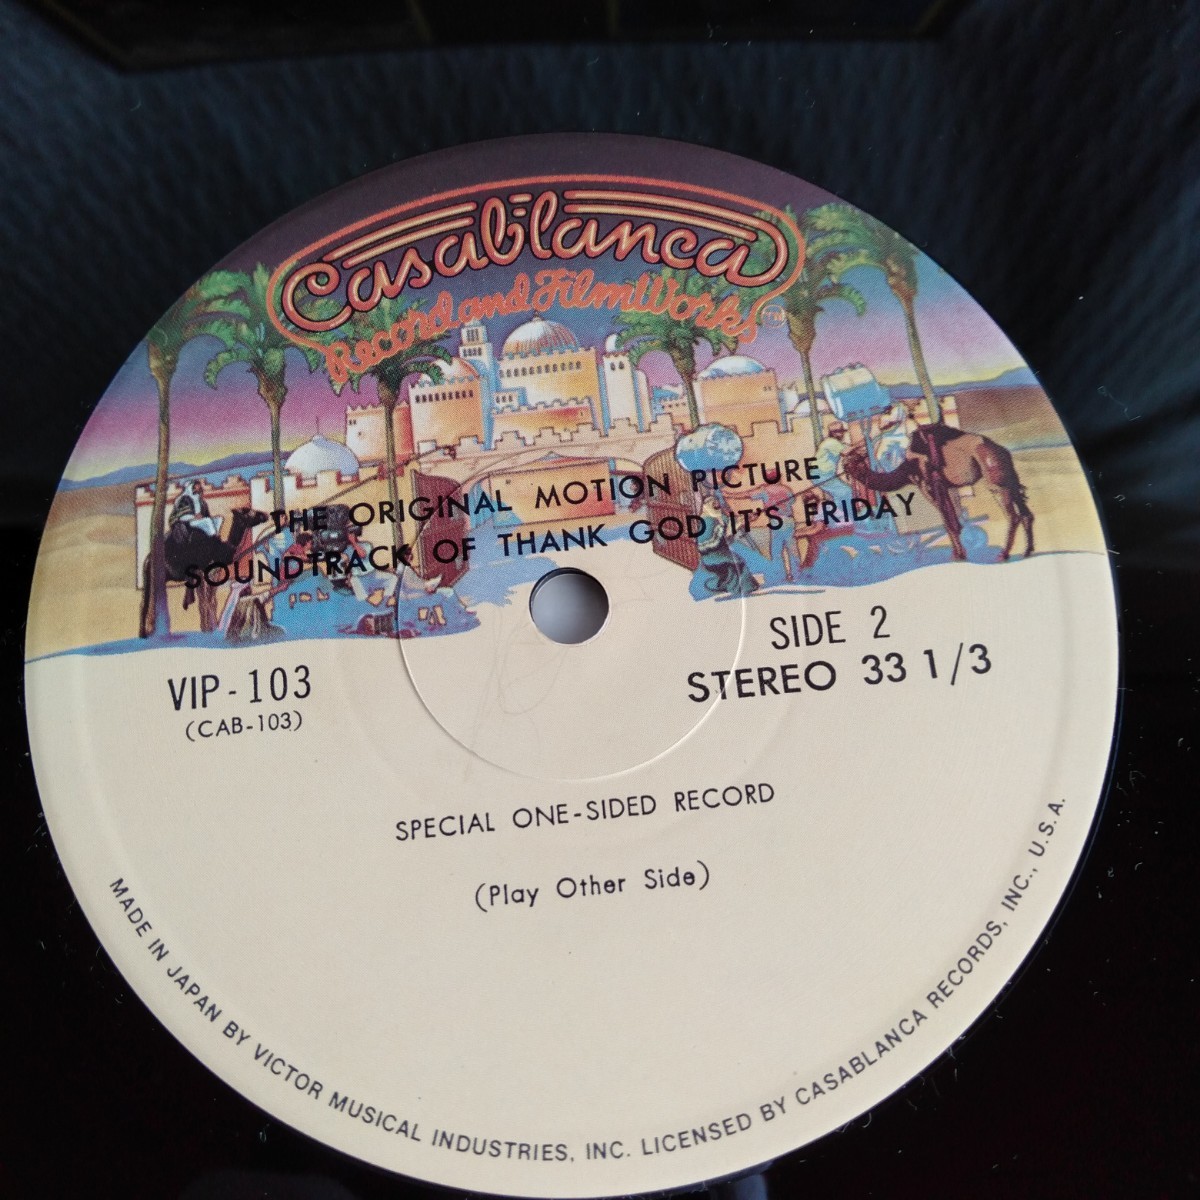 Casablanca
Record and FilmWorks
TM
THE ORIGINAL MOTION PICTURE
SOUNDTRACK OF THANK GOD IT'S FRIDAY
SIDE 2
STEREO 33 1/3
VIP-103
(CAB-103)
SPECIAL ONE-SIDED RECORD
(Play Other Side)
MADE IN JAPAN BY VICTOR MUSICAL INDUSTRIES, INC. LICENSED BY CASABLANCA RECORDS, INC., U.S.A.